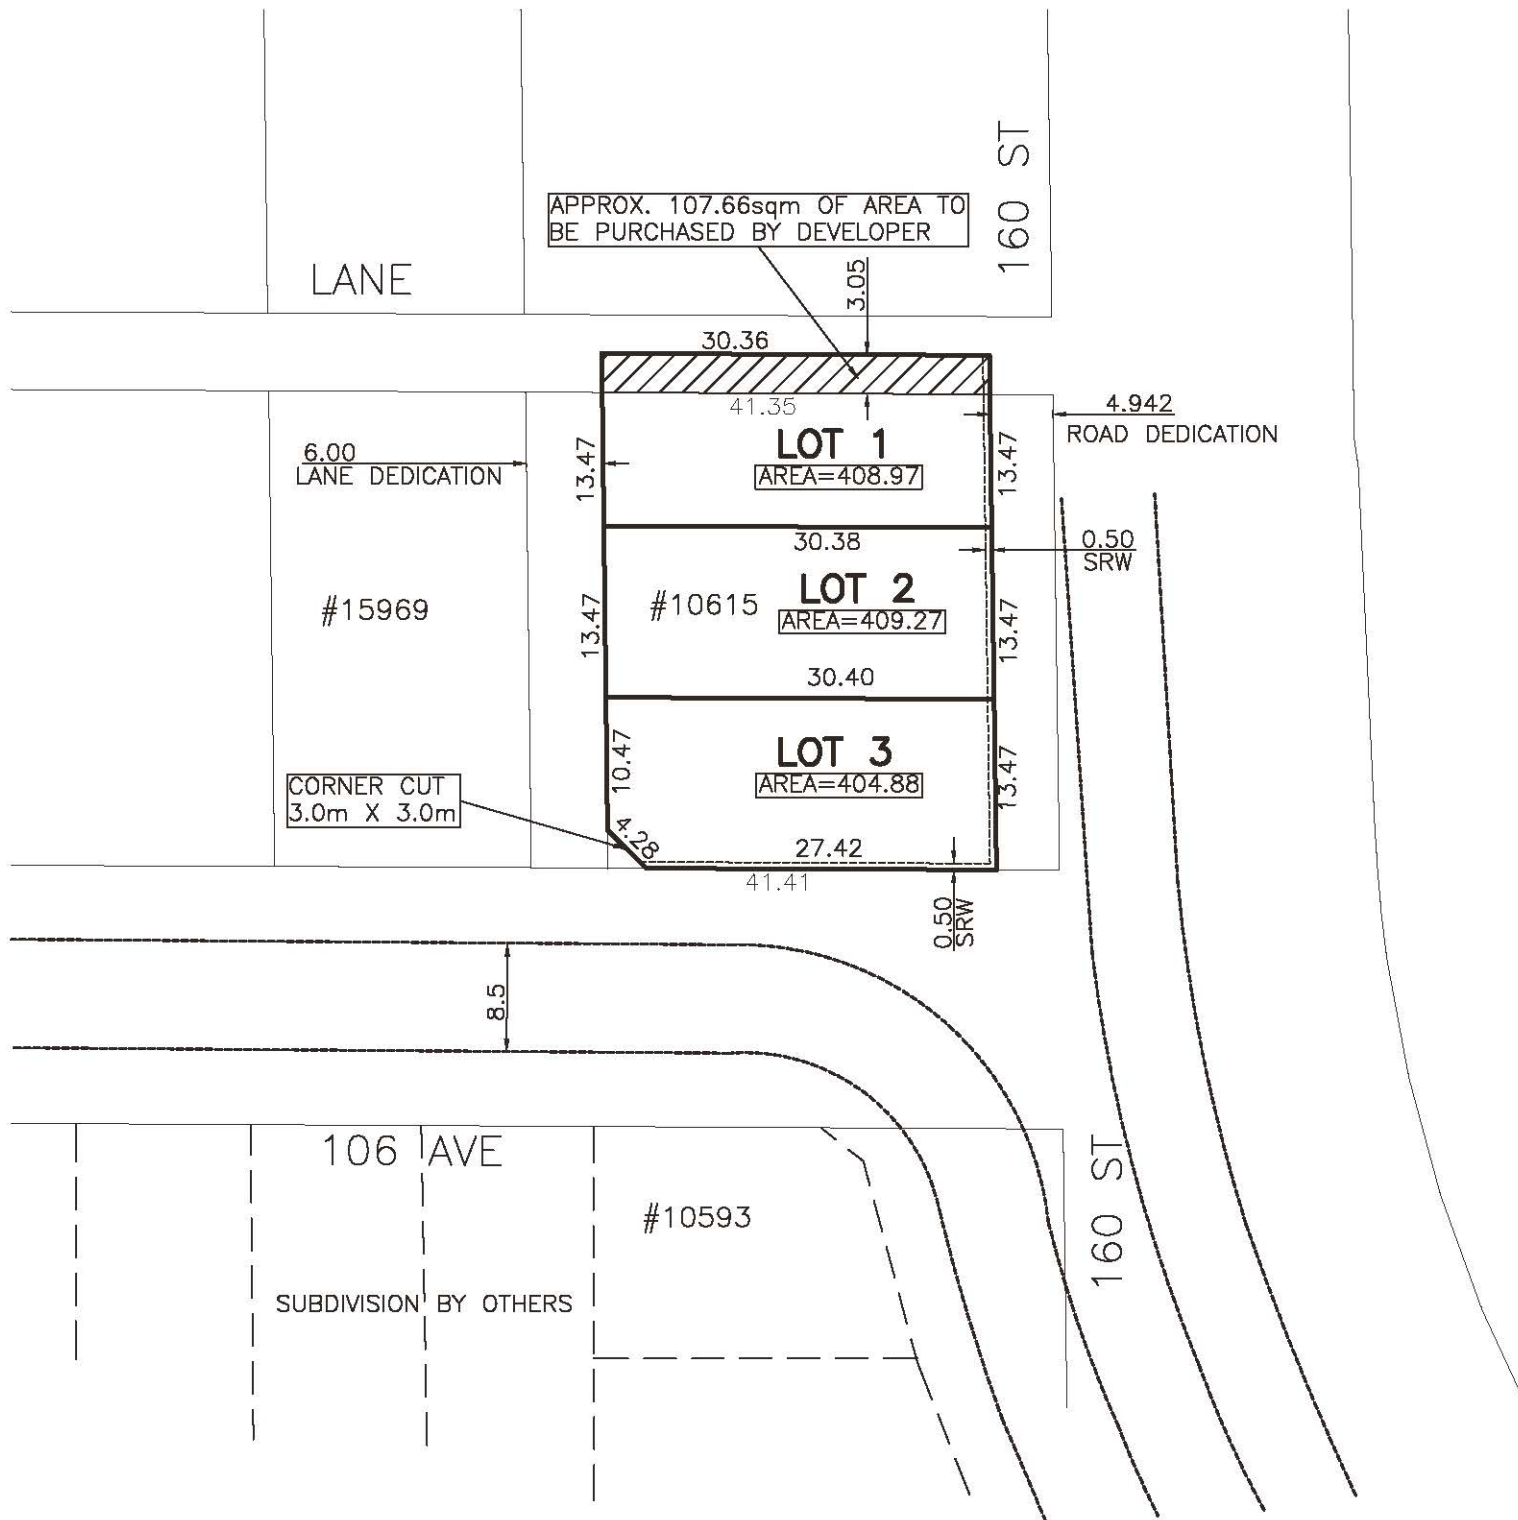 160 ST
APPROX. 107.66sqm OF AREA TO
BE PURCHASED BY DEVELOPER
LANE
3.05
30.36
41.35
4.942
ROAD DEDICATION
LOT 1
AREA=408.97
6.00
LANE DEDICATION
13.47
13.47
30.38
0.50
SRW
LOT 2
#15969
#10615
AREA=409.27
13.47
13.47
30.40
LOT 3
10.47
13.47
AREA=404.88
CORNER CUT
3.0m X 3.0m
4.28
27.42
41.41
0.50
SRW
8.5
106 AVE
160 ST
#10593
SUBDIVISION BY OTHERS